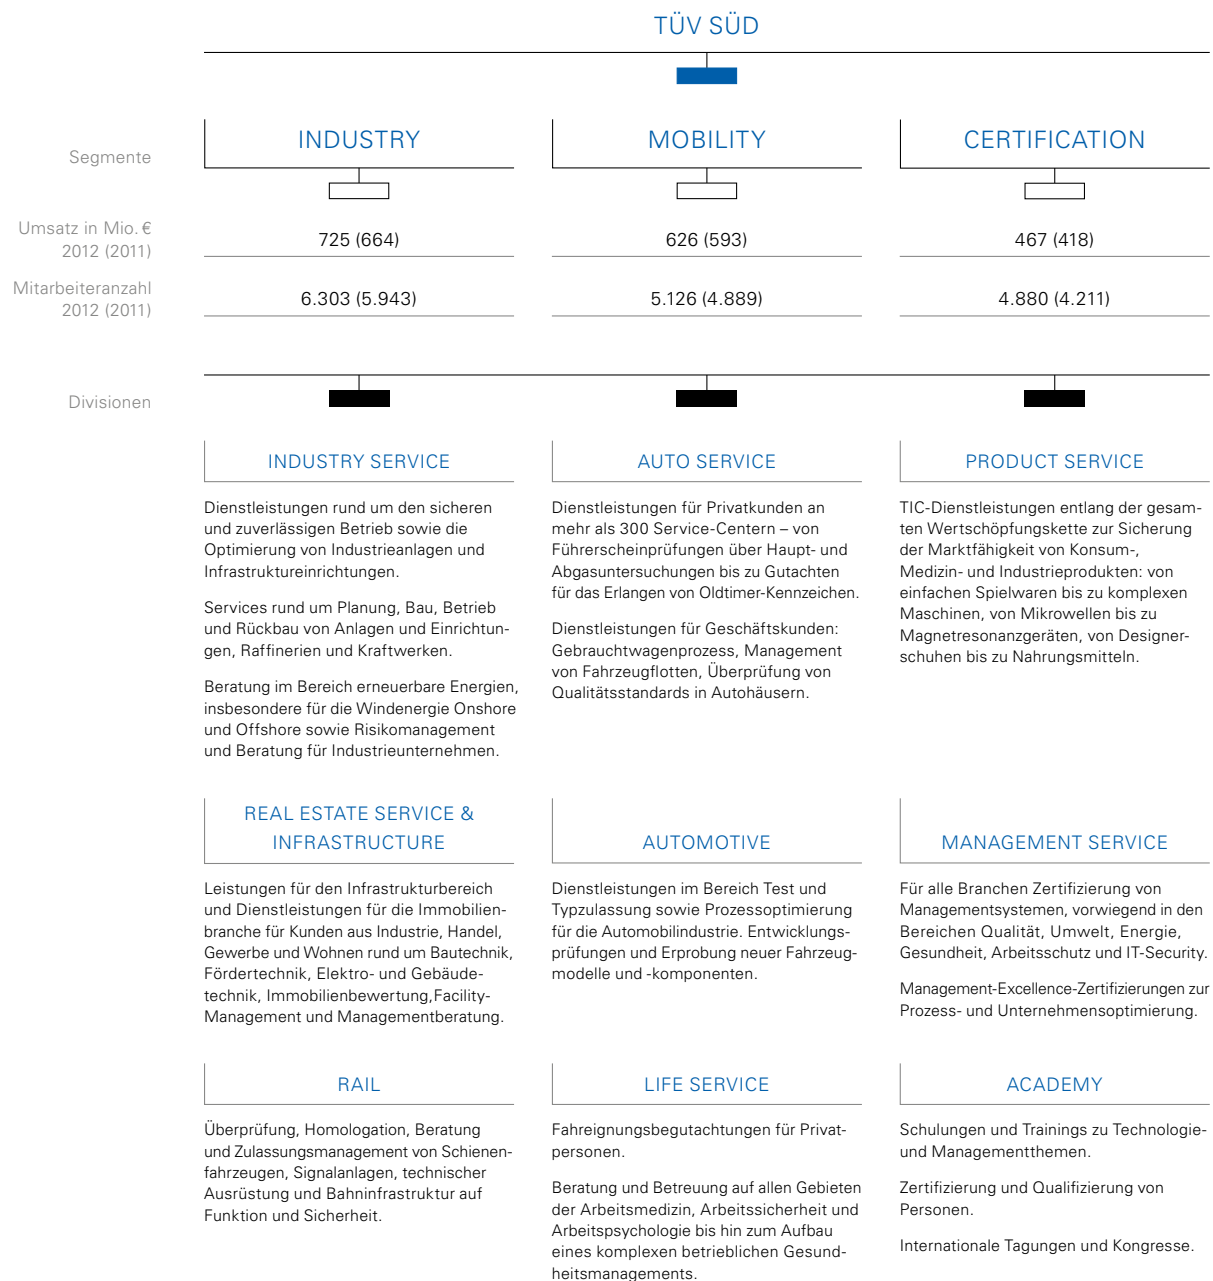 TÜV SÜD
Segmente
INDUSTRY
MOBILITY
CERTIFICATION
Umsatz in Mio. €
2012 (2011)
725 (664)
626 (593)
467 (418)
Mitarbeiteranzahl
2012 (2011)
6.303 (5.943)
5.126 (4.889)
4.880 (4.211)
Divisionen
INDUSTRY SERVICE
Dienstleistungen rund um den sicheren
und zuverlässigen Betrieb sowie die
Optimierung von Industrieanlagen und
Infrastruktureinrichtungen.
Services rund um Planung, Bau, Betrieb
und Rückbau von Anlagen und Einrichtun-
gen, Raffinerien und Kraftwerken.
Beratung im Bereich erneuerbare Energien,
insbesondere für die Windenergie Onshore
und Offshore sowie Risikomanagement
und Beratung für Industrieunternehmen.
AUTO SERVICE
Dienstleistungen für Privatkunden an
mehr als 300 Service-Centern – von
Führerscheinprüfungen über Haupt- und
Abgasuntersuchungen bis zu Gutachten
für das Erlangen von Oldtimer-Kennzeichen.
Dienstleistungen für Geschäftskunden:
Gebrauchtwagenprozess, Management
von Fahrzeugflotten, Überprüfung von
Qualitätsstandards in Autohäusern.
PRODUCT SERVICE
TIC-Dienstleistungen entlang der gesam-
ten Wertschöpfungskette zur Sicherung
der Marktfähigkeit von Konsum-,
Medizin- und Industrieprodukten: von
einfachen Spielwaren bis zu komplexen
Maschinen, von Mikrowellen bis zu
Magnetresonanzgeräten, von Designer-
schuhen bis zu Nahrungsmitteln.
REAL ESTATE SERVICE &
INFRASTRUCTURE
Leistungen für den Infrastrukturbereich
und Dienstleistungen für die Immobilien-
branche für Kunden aus Industrie, Handel,
Gewerbe und Wohnen rund um Bautechnik,
Fördertechnik, Elektro- und Gebäude-
technik, Immobilienbewertung,Facility-
Management und Managementberatung.
AUTOMOTIVE
Dienstleistungen im Bereich Test und
Typzulassung sowie Prozessoptimierung
für die Automobilindustrie. Entwicklungs-
prüfungen und Erprobung neuer Fahrzeug-
modelle und -komponenten.
MANAGEMENT SERVICE
Für alle Branchen Zertifizierung von
Managementsystemen, vorwiegend in den
Bereichen Qualität, Umwelt, Energie,
Gesundheit, Arbeitsschutz und IT-Security.
Management-Excellence-Zertifizierungen zur
Prozess- und Unternehmensoptimierung.
RAIL
Überprüfung, Homologation, Beratung
und Zulassungsmanagement von Schienen-
fahrzeugen, Signalanlagen, technischer
Ausrüstung und Bahninfrastruktur auf
Funktion und Sicherheit.
LIFE SERVICE
Fahreignungsbegutachtungen für Privat-
personen.
Beratung und Betreuung auf allen Gebieten
der Arbeitsmedizin, Arbeitssicherheit und
Arbeitspsychologie bis hin zum Aufbau
eines komplexen betrieblichen Gesund-
heitsmanagements.
ACADEMY
Schulungen und Trainings zu Technologie-
und Managementthemen.
Zertifizierung und Qualifizierung von
Personen.
Internationale Tagungen und Kongresse.